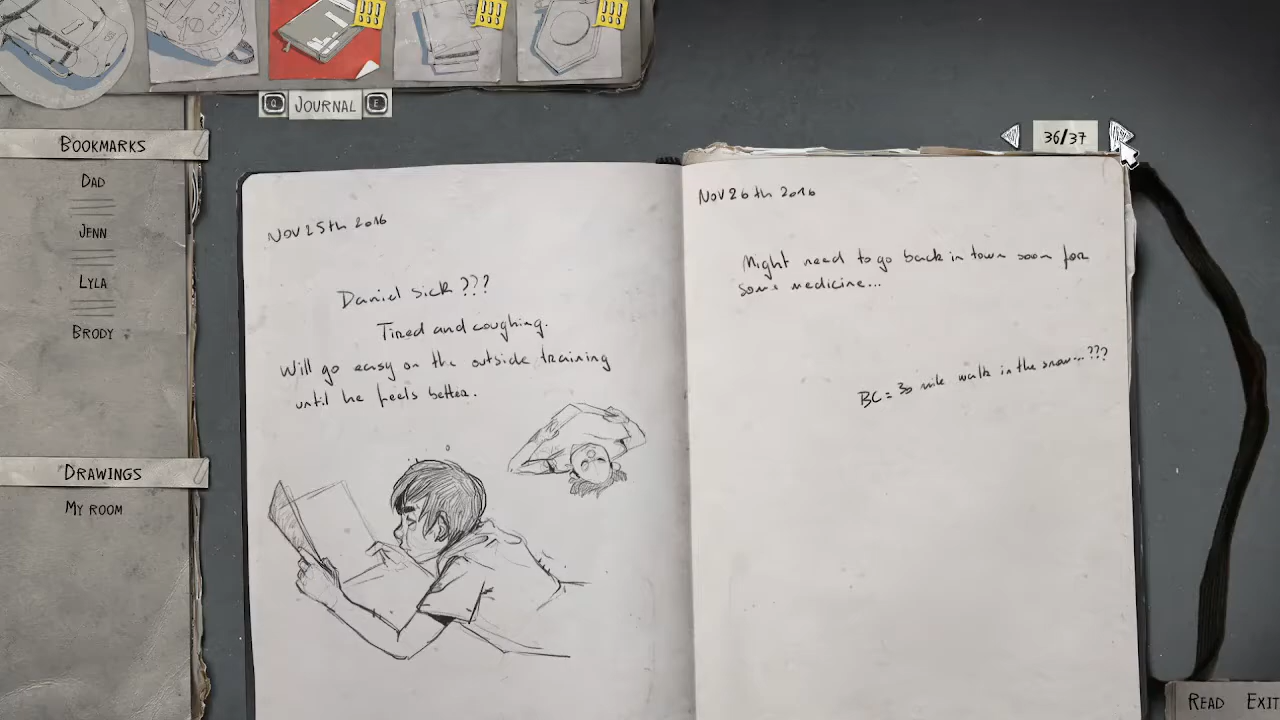 Q JOURNAL E
BOOKMARKS
DAD
JENN
LYLA
BRODY
DRAWINGS
MY ROOM
36/37
Nov 25th 2016
Daniel sick ???
Tired and coughing.
Will go easy on the outside training
until he feels better.
Nov 26th 2016
Might need to go back in town soon for
some medicine...
BC = 30 mile walk in the snow...???
READ EXIT